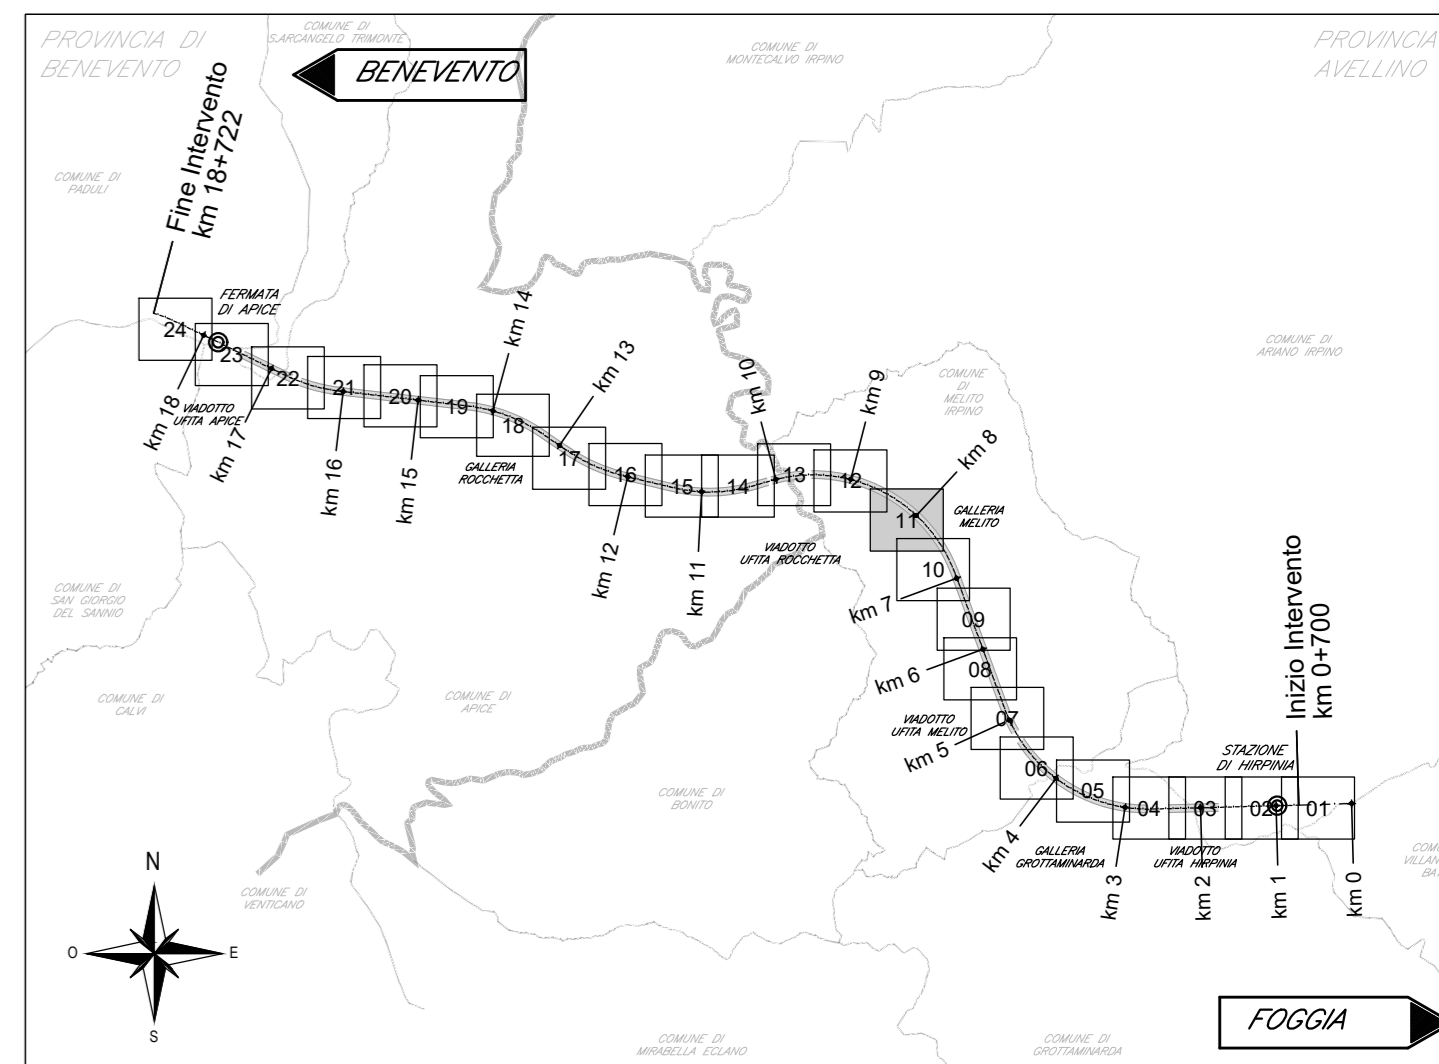 PROVINCIA DI
BENEVENTO
COMUNE DI
S.ARCANGELO TRIMONTE
BENEVENTO
COMUNE DI
MONTECALVO IRPINO
PROVINCIA
AVELLINO
Fine Intervento
km 18+722
COMUNE DI
PADULI
FERMATA
DI APICE
24
23
22
21
20
19
18
17
16
15
14
13
12
11
10
09
08
07
06
05
04
03
02
01
km 18
km 17
km 16
km 15
km 14
km 13
km 12
km 11
km 10
km 9
km 8
km 7
km 6
km 5
km 4
km 3
km 2
km 1
km 0
VIADOTTO
UFITA APICE
GALLERIA
ROCCHETTA
VIADOTTO
UFITA ROCCHETTA
GALLERIA
MELITO
COMUNE
DI
MELITO
IRPINO
COMUNE DI
ARIANO IRPINO
Inizio Intervento
km 0+700
COMUNE DI
SAN GIORGIO
DEL SANNIO
COMUNE DI
CALVI
COMUNE DI
APICE
VIADOTTO
UFITA MELITO
STAZIONE
DI HIRPINIA
COMUNE DI
BONITO
GALLERIA
GROTTAMINARDA
VIADOTTO
UFITA HIRPINIA
COMU
VILLAN
BA
COMUNE DI
VENTICANO
N
O
E
S
COMUNE DI
MIRABELLA ECLANO
COMUNE DI
GROTTAMINARDA
FOGGIA